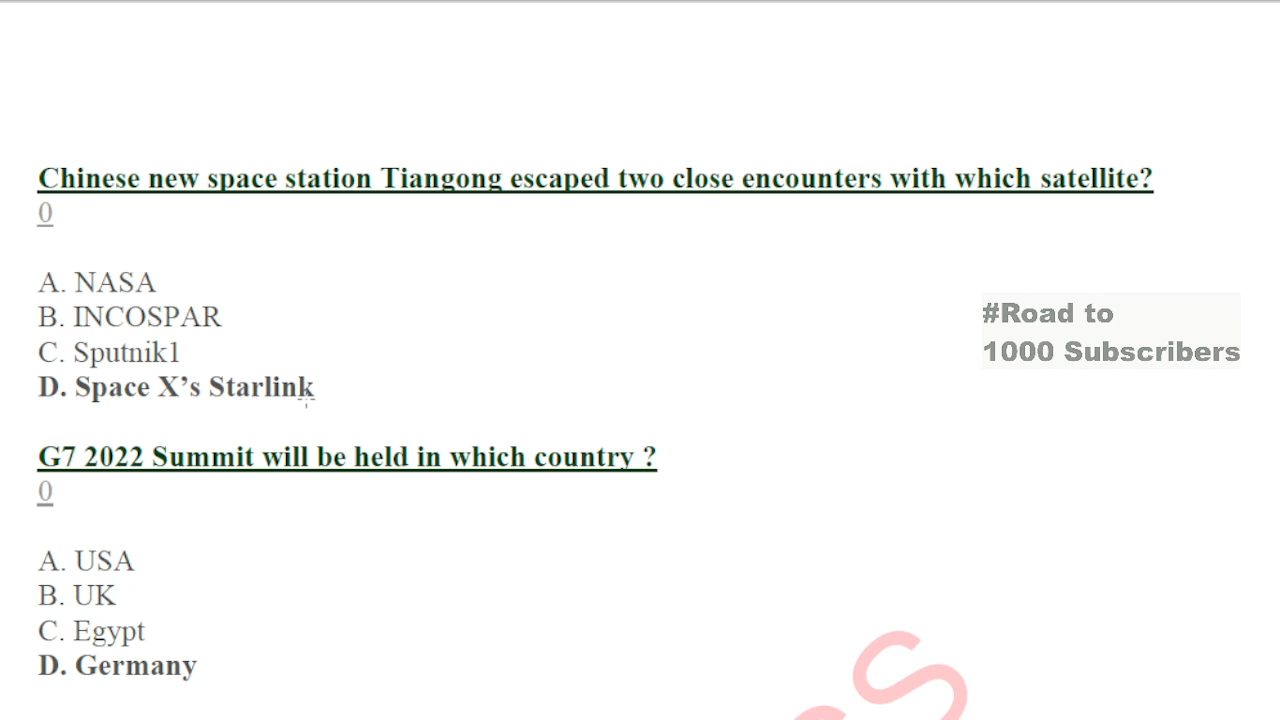 Chinese new space station Tiangong escaped two close encounters with which satellite?
0
A. NASA
B. INCOSPAR
C. Sputnik1
D. Space X’s Starlink
#Road to
1000 Subscribers
G7 2022 Summit will be held in which country ?
0
A. USA
B. UK
C. Egypt
D. Germany